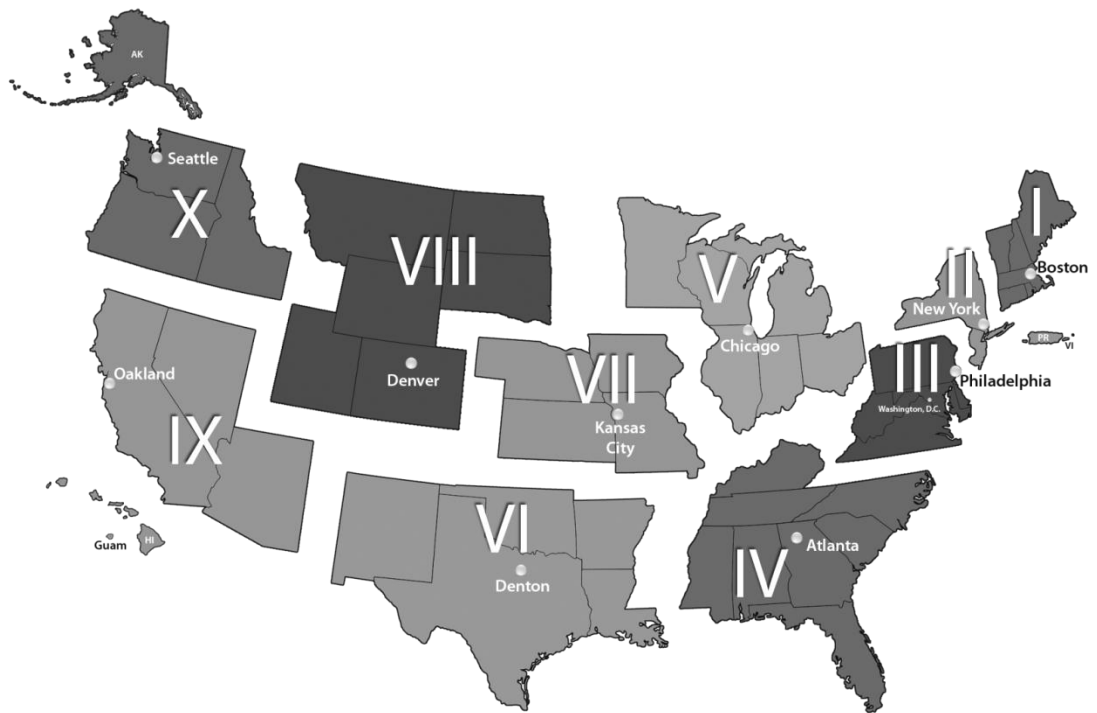 AK
Seattle
X
VIII
V
I
II
Boston
New York
PR
VI
Chicago
III
Philadelphia
Washington, D.C.
Oakland
Denver
VII
Kansas
City
IX
Guam
HI
VI
Denton
IV
Atlanta